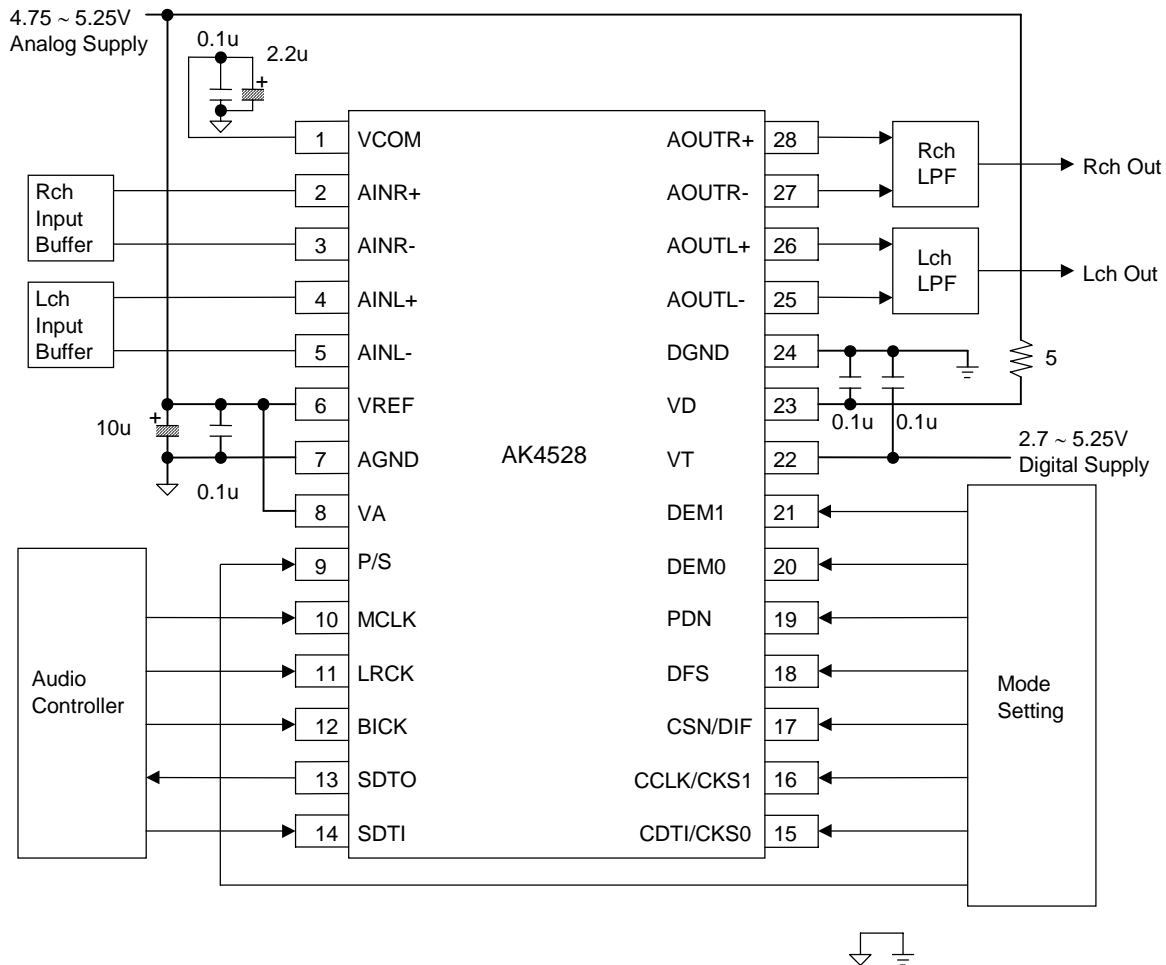 4.75 ~ 5.25V
Analog Supply
0.1u
2.2u
+
1
VCOM
AOUTR+
28
Rch
LPF
Rch Out
Rch
Input
Buffer
2
AINR+
AOUTR-
27
3
AINR-
AOUTL+
26
Lch
LPF
Lch Out
Lch
Input
Buffer
4
AINL+
AOUTL-
25
5
AINL-
DGND
24
5
10u
+
6
VREF
VD
23
0.1u
0.1u
0.1u
7
AGND
AK4528
VT
22
2.7 ~ 5.25V
Digital Supply
8
VA
DEM1
21
9
P/S
DEM0
20
10
MCLK
PDN
19
Audio
Controller
11
LRCK
DFS
18
Mode
Setting
12
BICK
CSN/DIF
17
13
SDTO
CCLK/CKS1
16
14
SDTI
CDTI/CKS0
15